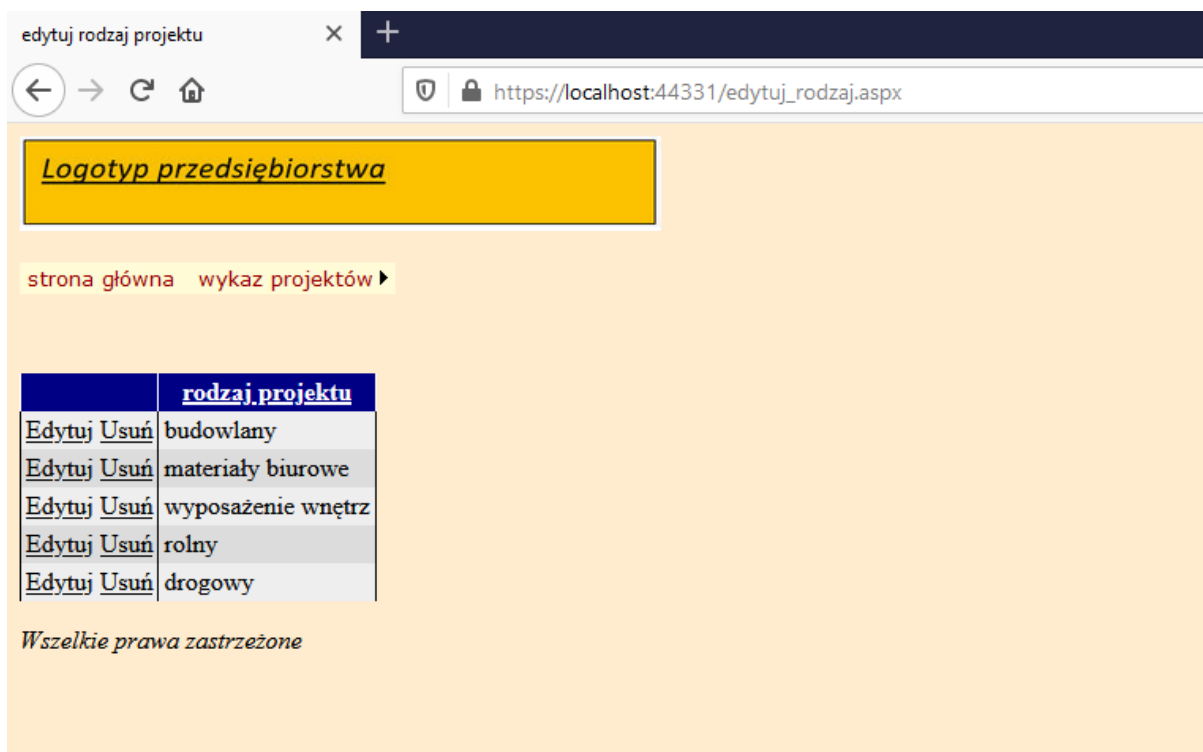 edytuj rodzaj projektu
https://localhost:44331/edytuj_rodzaj.aspx
Logotyp przedsiębiorstwa
strona główna wykaz projektów
rodzaj projektu
Edytuj Usuń budowlany
Edytuj Usuń materiały biurowe
Edytuj Usuń wyposażenie wnętrz
Edytuj Usuń rolny
Edytuj Usuń drogowy
Wszelkie prawa zastrzeżone